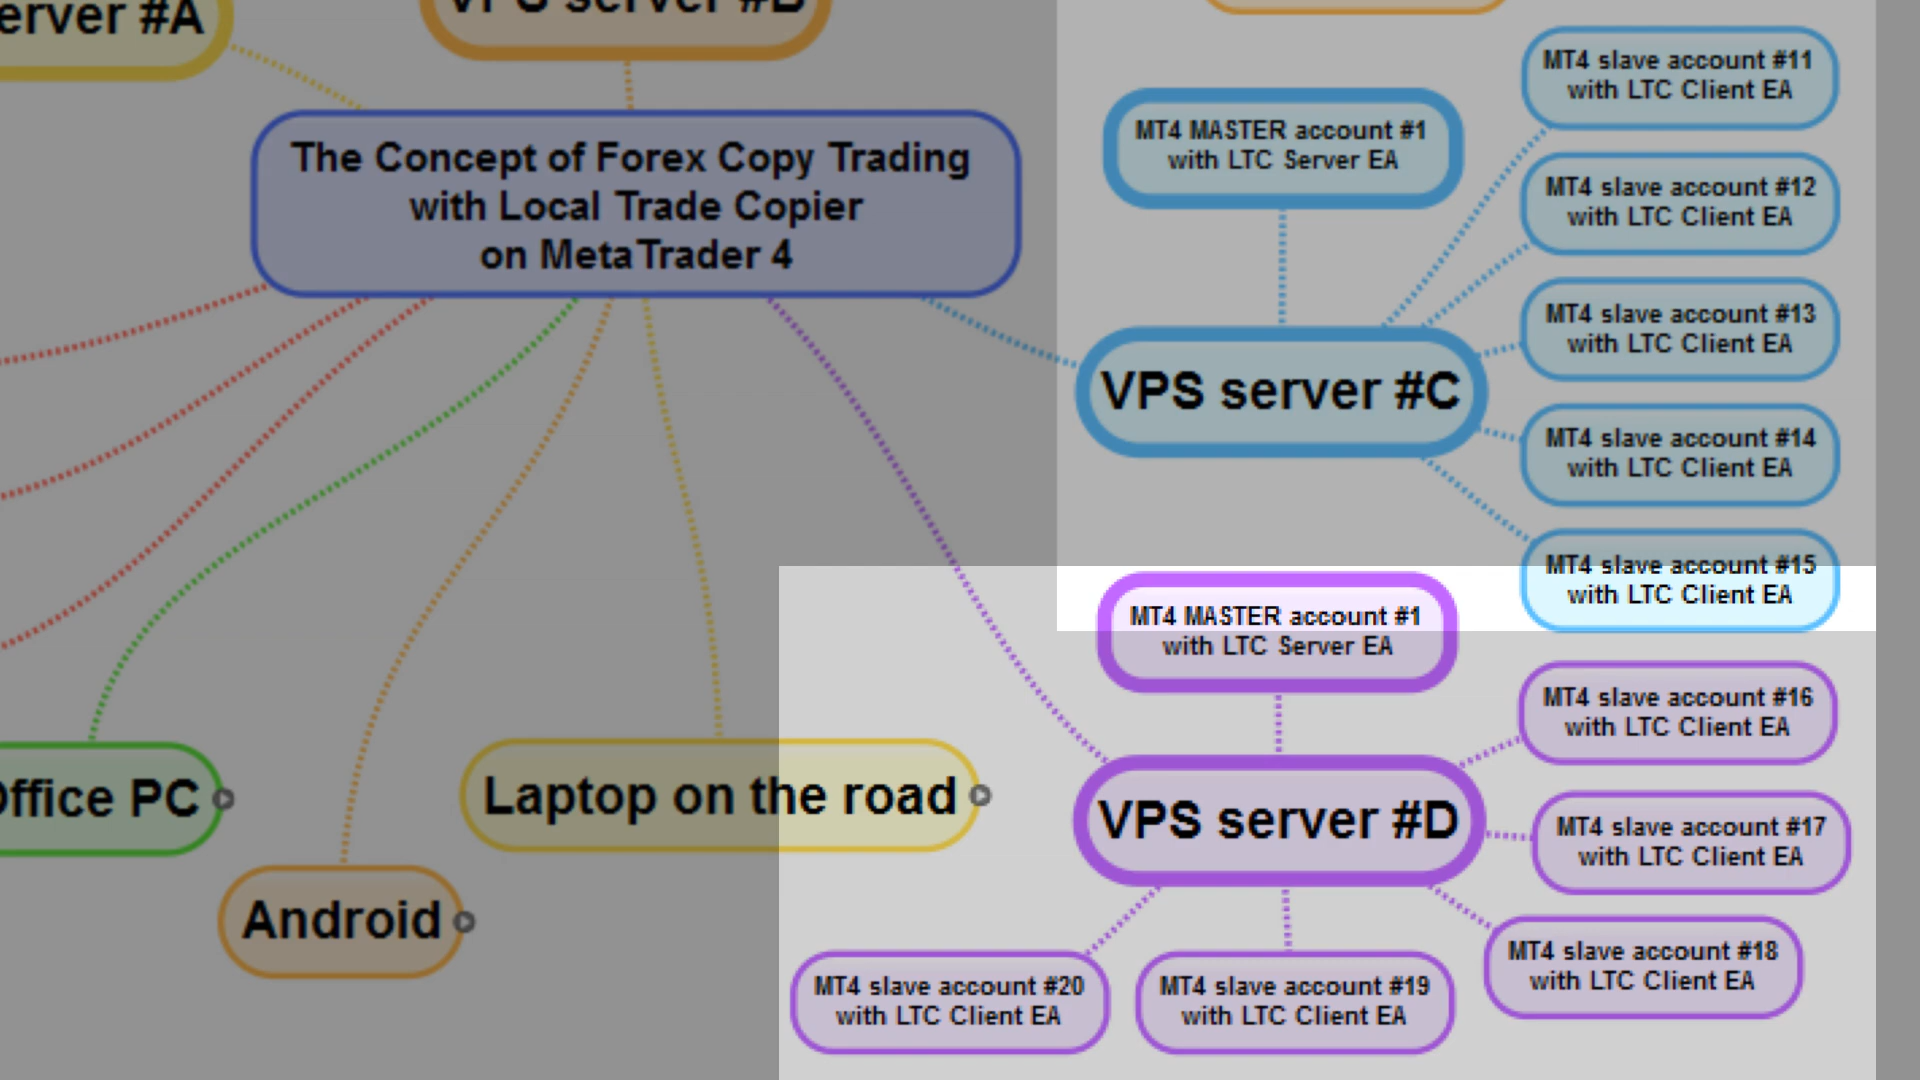 erver #A
VPS server #B
The Concept of Forex Copy Trading
with Local Trade Copier
on MetaTrader 4
MT4 MASTER account #1
with LTC Server EA
VPS server #C
MT4 slave account #11
with LTC Client EA
MT4 slave account #12
with LTC Client EA
MT4 slave account #13
with LTC Client EA
MT4 slave account #14
with LTC Client EA
MT4 slave account #15
with LTC Client EA
MT4 MASTER account #1
with LTC Server EA
VPS server #D
MT4 slave account #16
with LTC Client EA
MT4 slave account #17
with LTC Client EA
MT4 slave account #18
with LTC Client EA
MT4 slave account #19
with LTC Client EA
MT4 slave account #20
with LTC Client EA
Office PC
Laptop on the road
Android